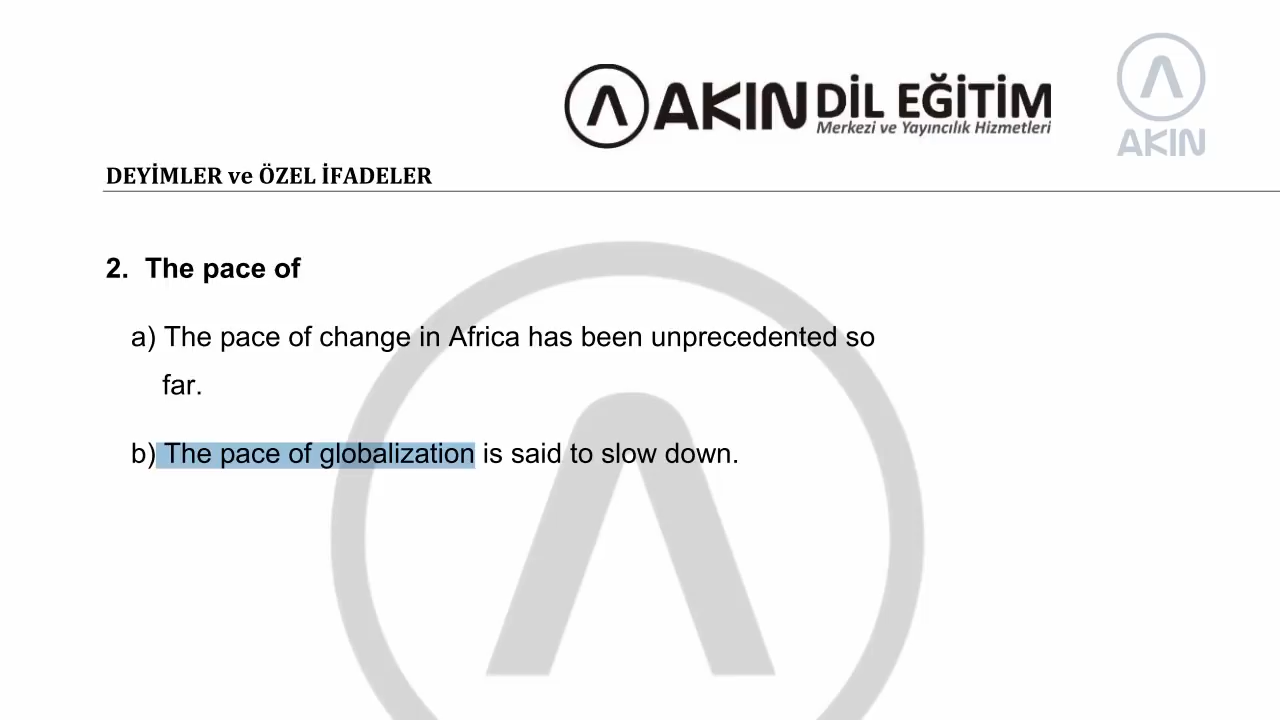 AKIN DİL EĞİTİM
Merkezi ve Yayıncılık Hizmetleri
AKIN
DEYİMLER ve ÖZEL İFADELER
2. The pace of
a) The pace of change in Africa has been unprecedented so
far.
b) The pace of globalization is said to slow down.